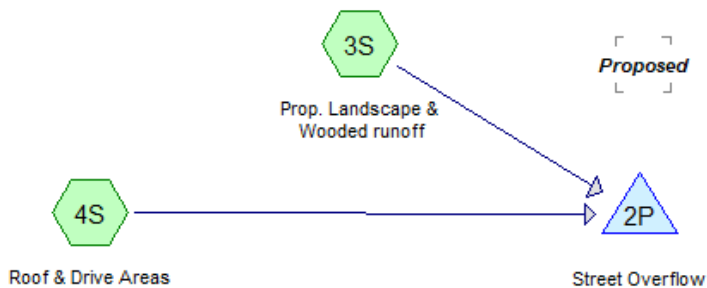 3S
Proposed
Prop. Landscape &
Wooded runoff
4S
2P
Roof & Drive Areas
Street Overflow